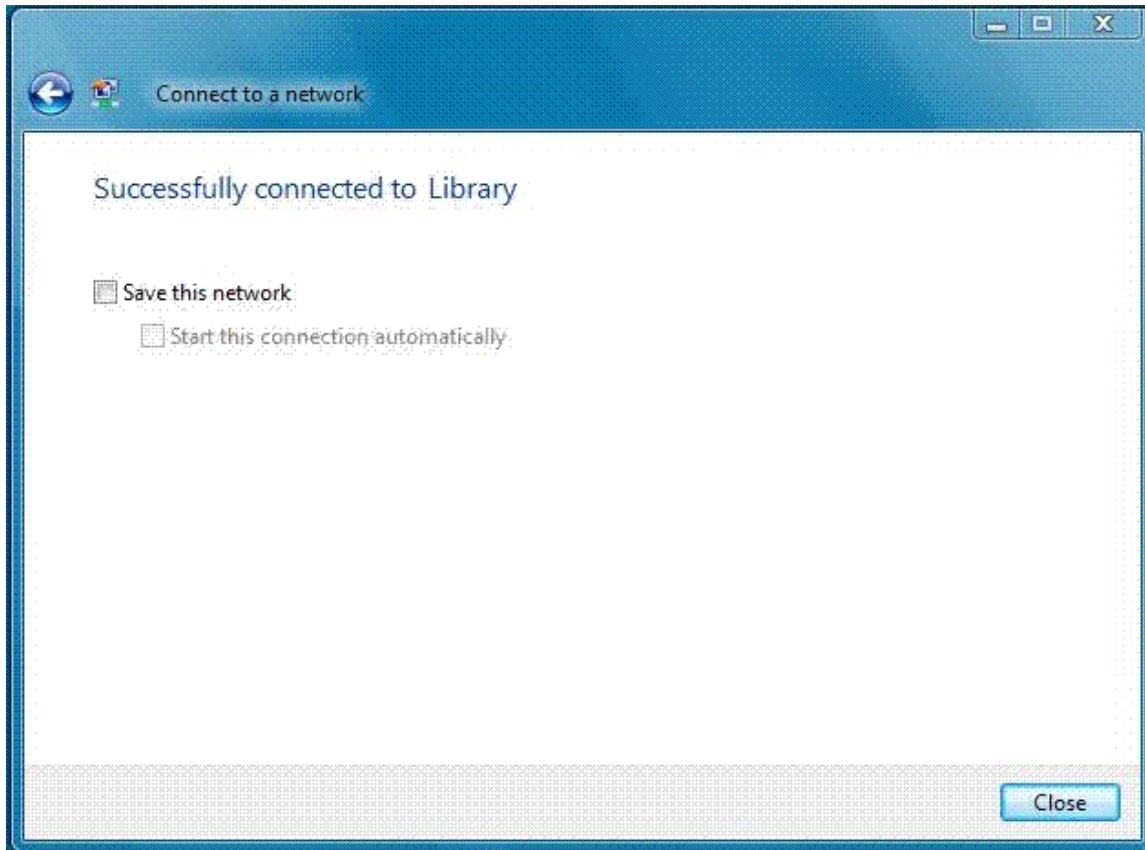 Connect to a network
Successfully connected to Library
Save this network
Start this connection automatically
Close